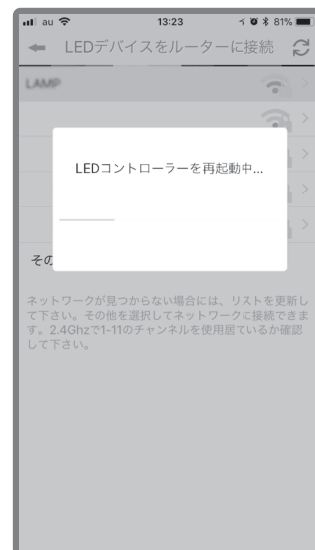 au 13:23 81%
LEDデバイスをルーターに接続
LAMP
LEDコントローラーを再起動中...
その
ネットワークが見つからない場合には、リストを更新し
て下さい。その他を選択してネットワークに接続できま
す。2.4Ghzで1-11のチャンネルを使用居ているか確認
して下さい。